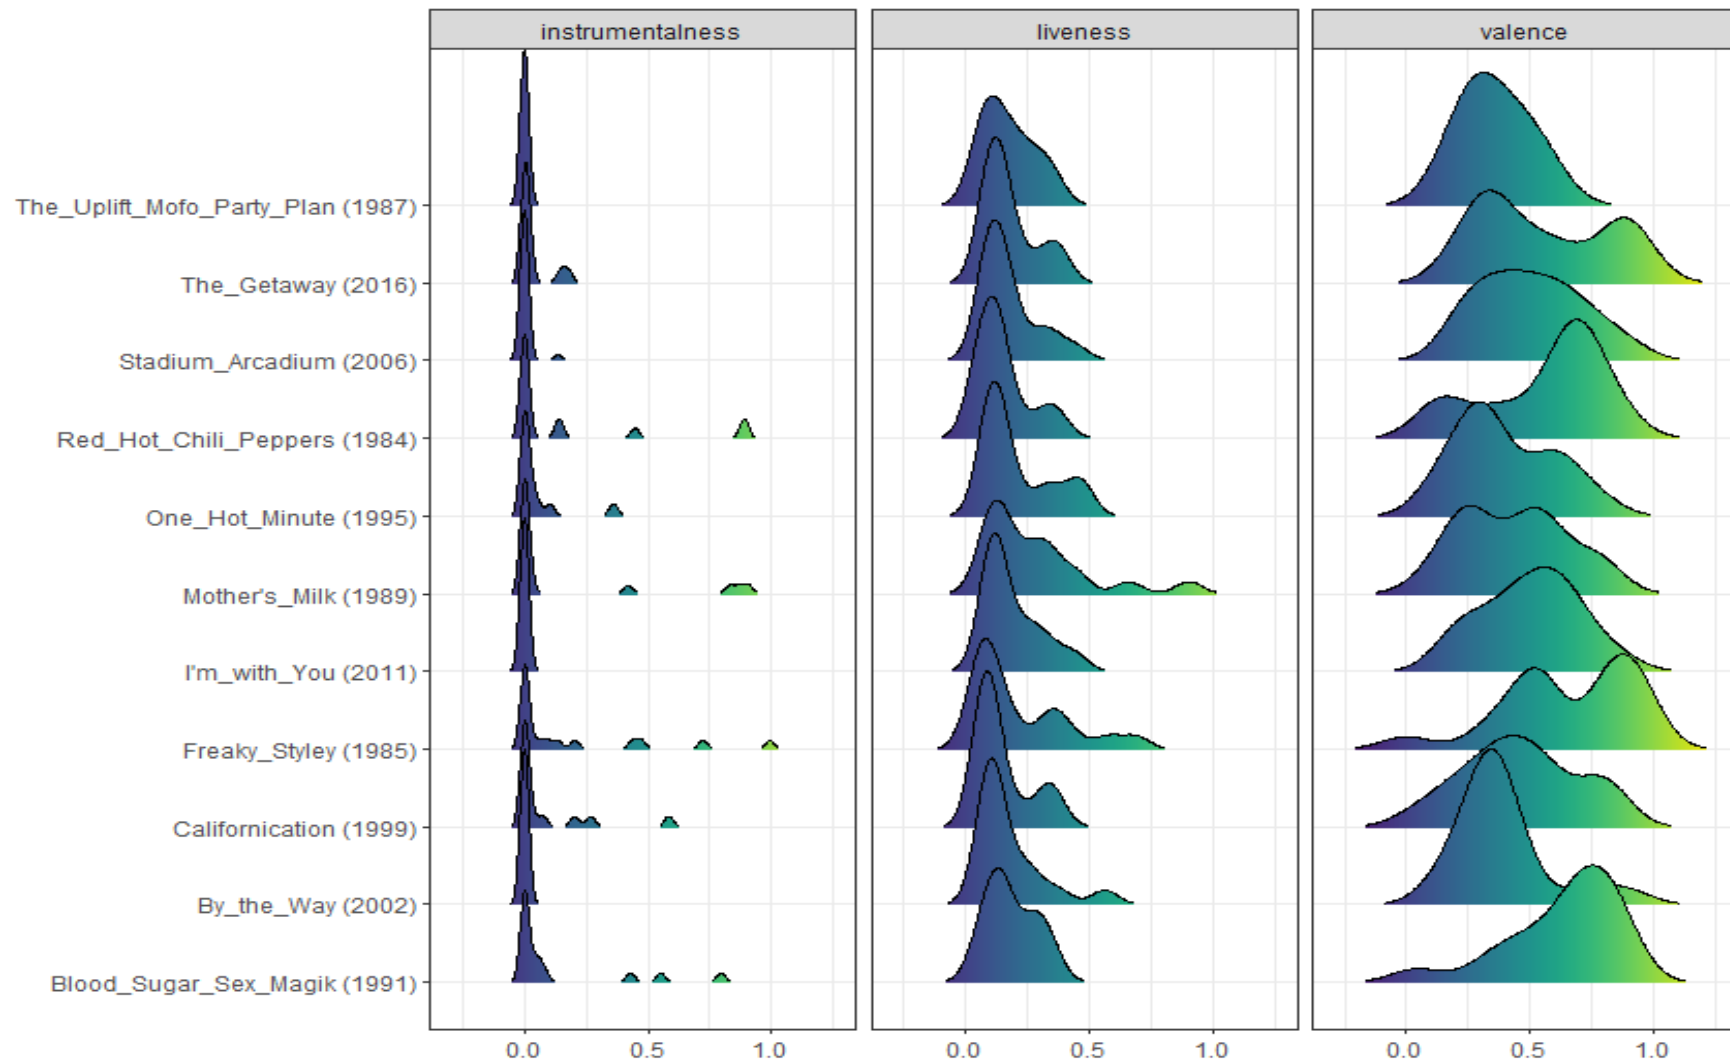 instrumentalness
liveness
valence
The_Uplift_Mofo_Party_Plan (1987)
The_Getaway (2016)
Stadium_Arcadium (2006)
Red_Hot_Chili_Peppers (1984)
One_Hot_Minute (1995)
Mother's_Milk (1989)
I'm_with_You (2011)
Freaky_Styley (1985)
Californication (1999)
By_the_Way (2002)
Blood_Sugar_Sex_Magik (1991)
0.0 0.5 1.0
0.0 0.5 1.0
0.0 0.5 1.0